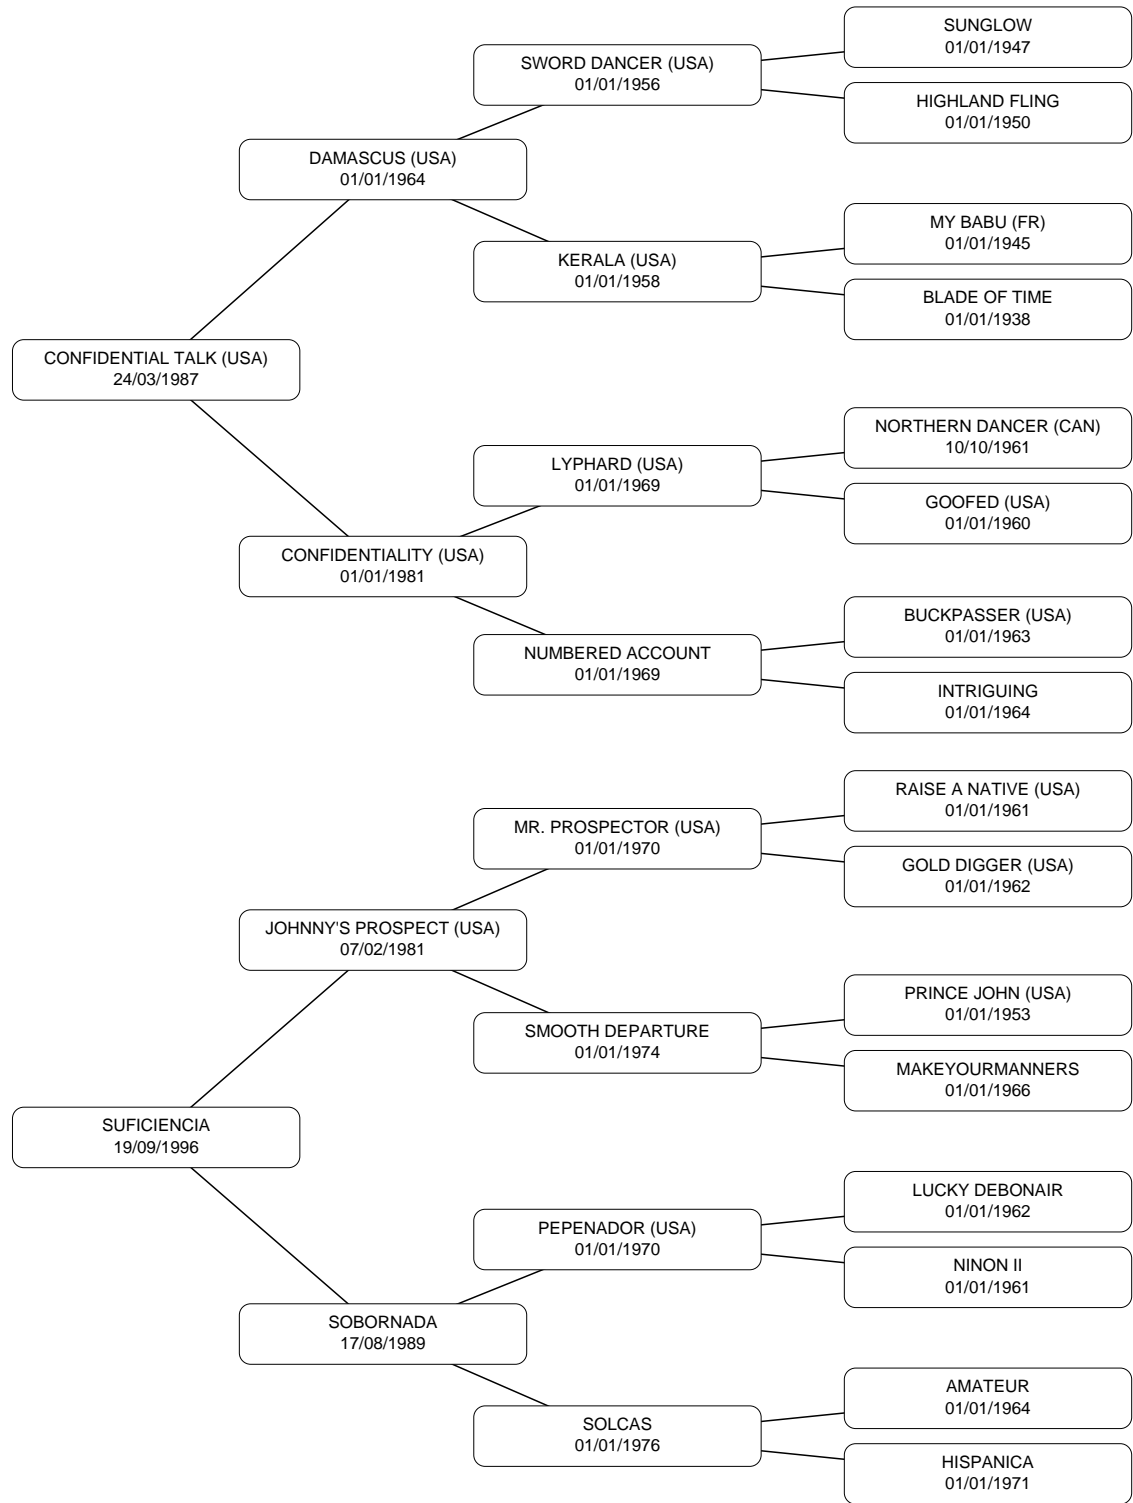 SUNGLOW
01/01/1947
SWORD DANCER (USA)
01/01/1956
HIGHLAND FLING
01/01/1950
DAMASCUS (USA)
01/01/1964
MY BABU (FR)
01/01/1945
KERALA (USA)
01/01/1958
BLADE OF TIME
01/01/1938
CONFIDENTIAL TALK (USA)
24/03/1987
NORTHERN DANCER (CAN)
10/10/1961
LYPHARD (USA)
01/01/1969
GOOFED (USA)
01/01/1960
CONFIDENTIALITY (USA)
01/01/1981
BUCKPASSER (USA)
01/01/1963
NUMBERED ACCOUNT
01/01/1969
INTRIGUING
01/01/1964
RAISE A NATIVE (USA)
01/01/1961
MR. PROSPECTOR (USA)
01/01/1970
GOLD DIGGER (USA)
01/01/1962
JOHNNY'S PROSPECT (USA)
07/02/1981
PRINCE JOHN (USA)
01/01/1953
SMOOTH DEPARTURE
01/01/1974
MAKEYOURMANNERS
01/01/1966
SUFICIENCIA
19/09/1996
LUCKY DEBONAIR
01/01/1962
PEPENADOR (USA)
01/01/1970
NINON II
01/01/1961
SOBORNADA
17/08/1989
AMATEUR
01/01/1964
SOLCAS
01/01/1976
HISPANICA
01/01/1971